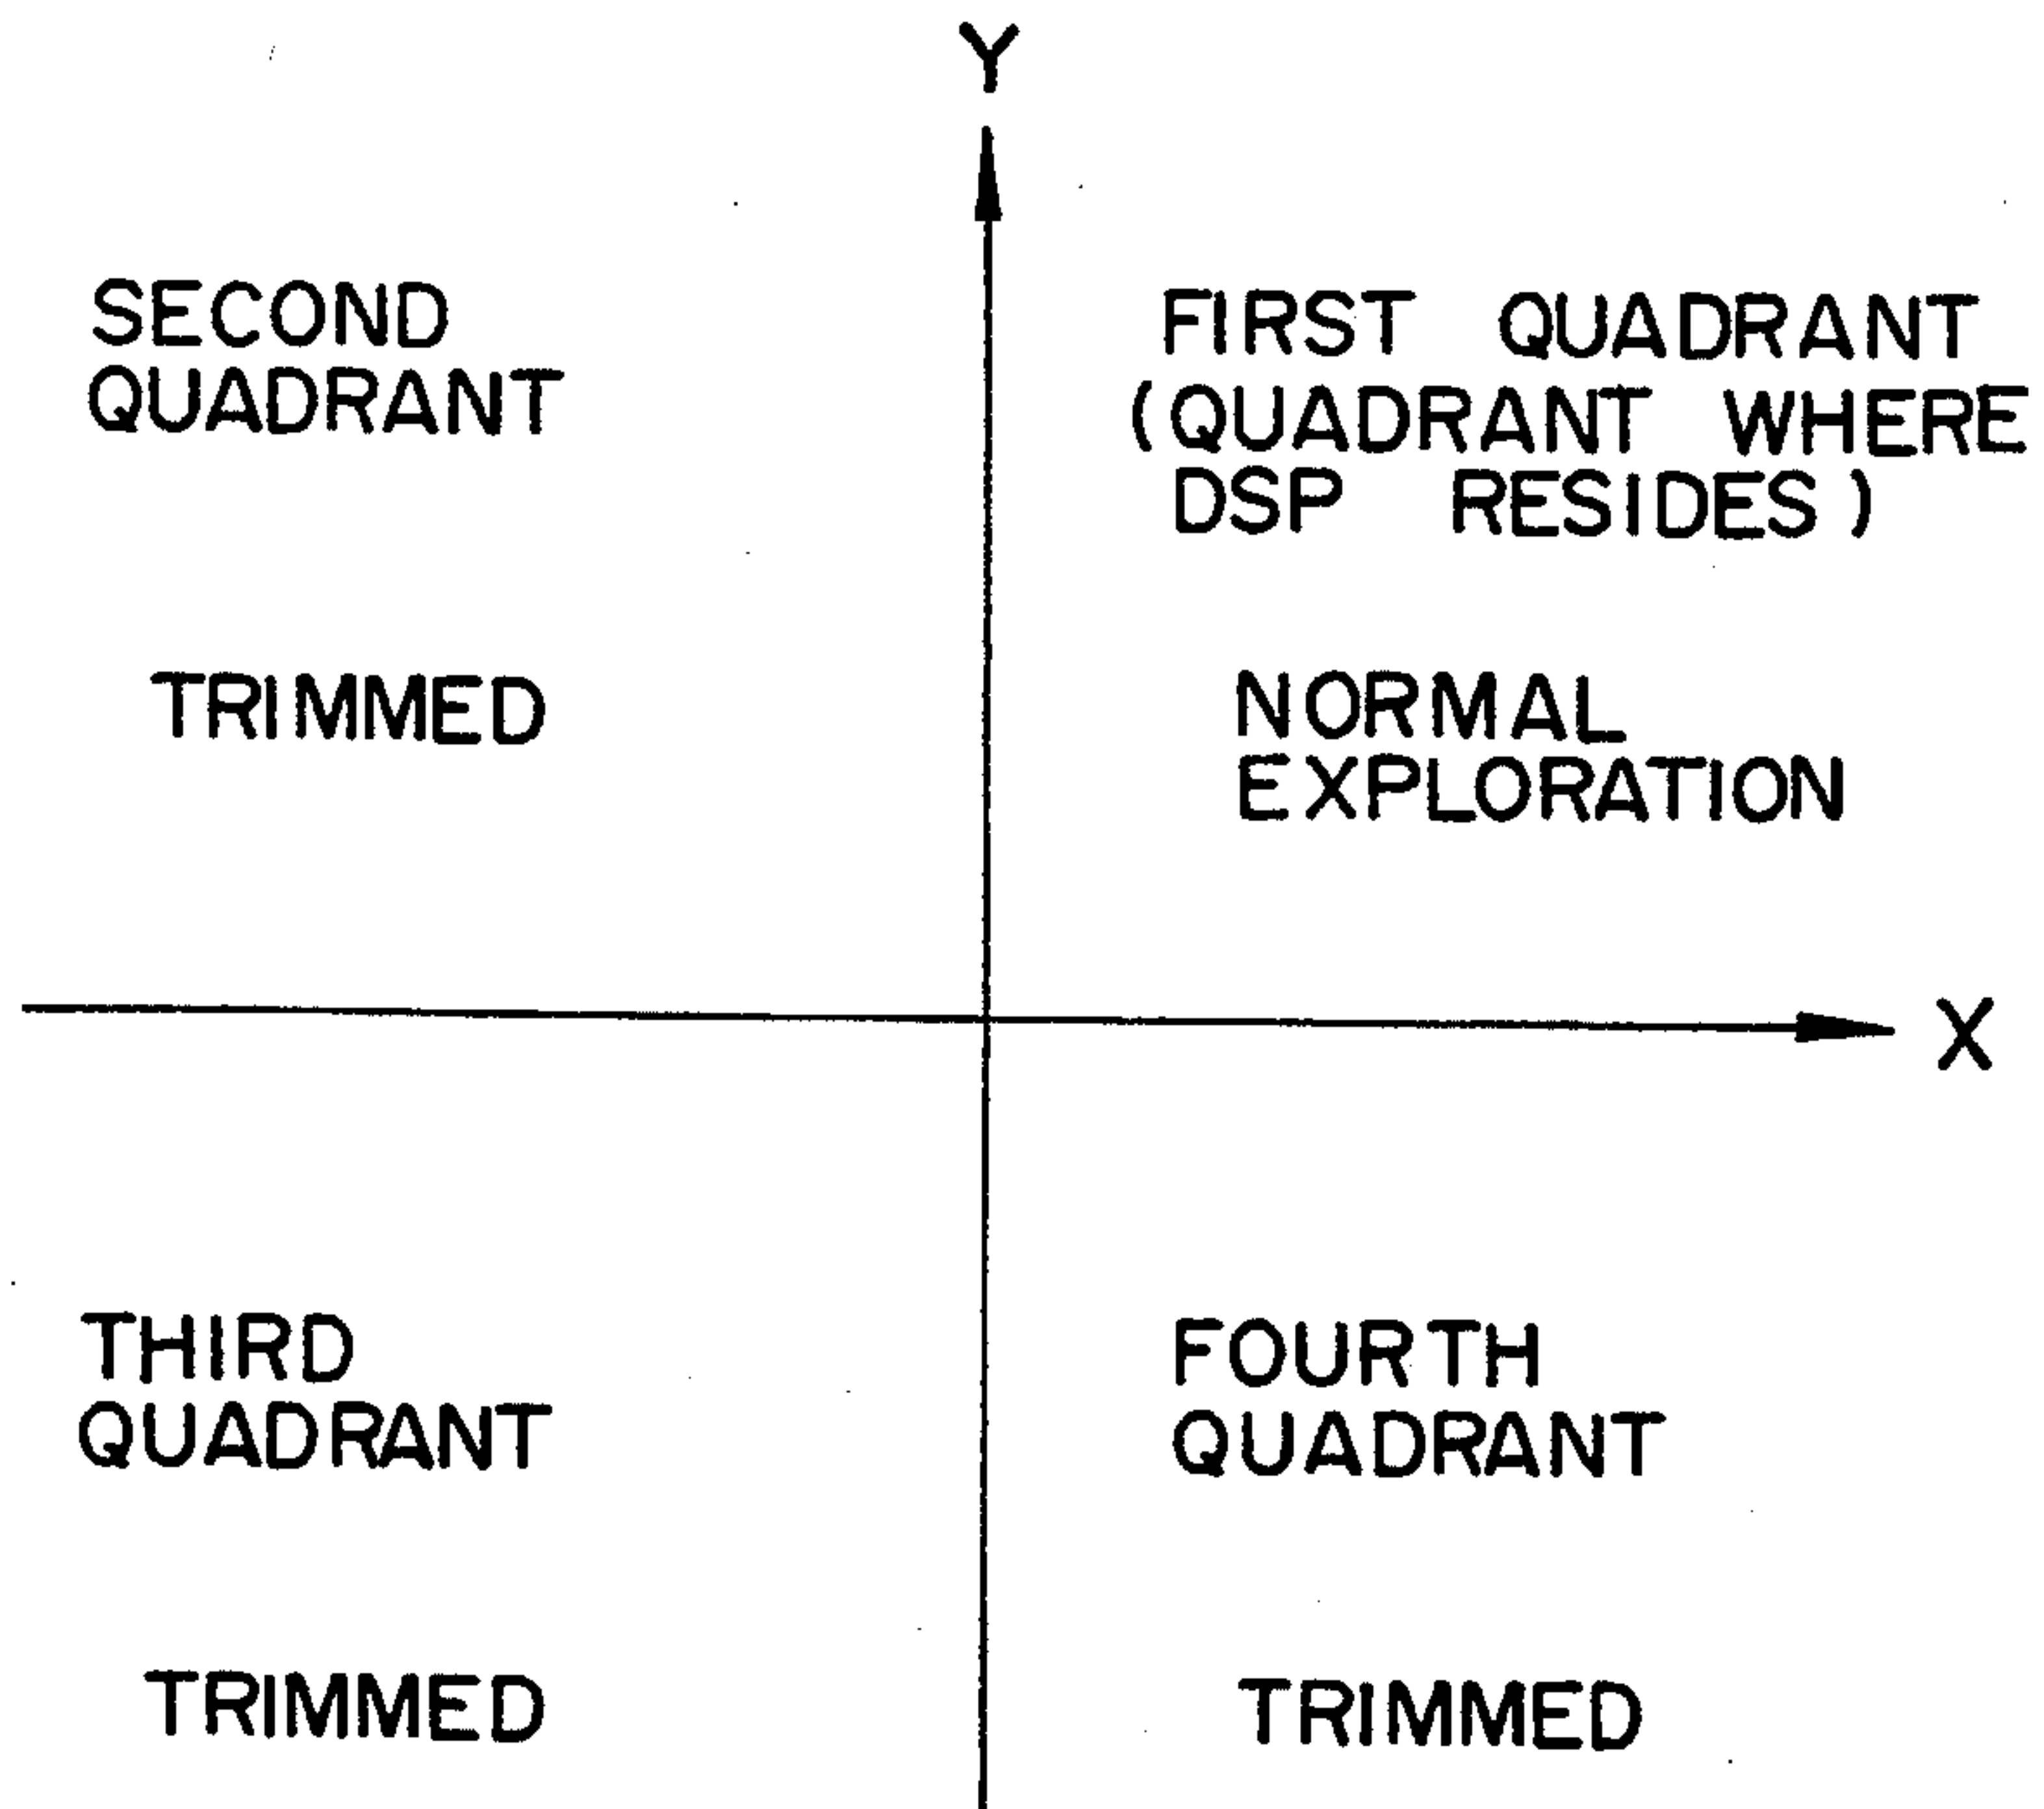 Y
SECOND
QUADRANT
TRIMMED
FIRST QUADRANT
(QUADRANT WHERE
DSP RESIDES)
NORMAL
EXPLORATION
X
THIRD
QUADRANT
TRIMMED
FOURTH
QUADRANT
TRIMMED